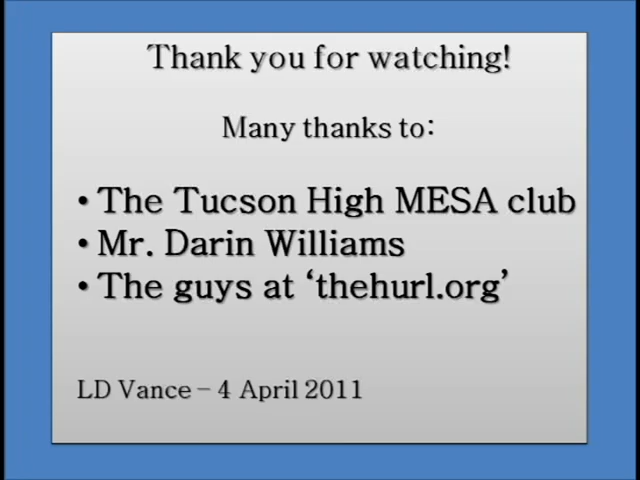 Thank you for watching!
Many thanks to:
• The Tucson High MESA club
• Mr. Darin Williams
• The guys at ‘thehurl.org’
LD Vance – 4 April 2011